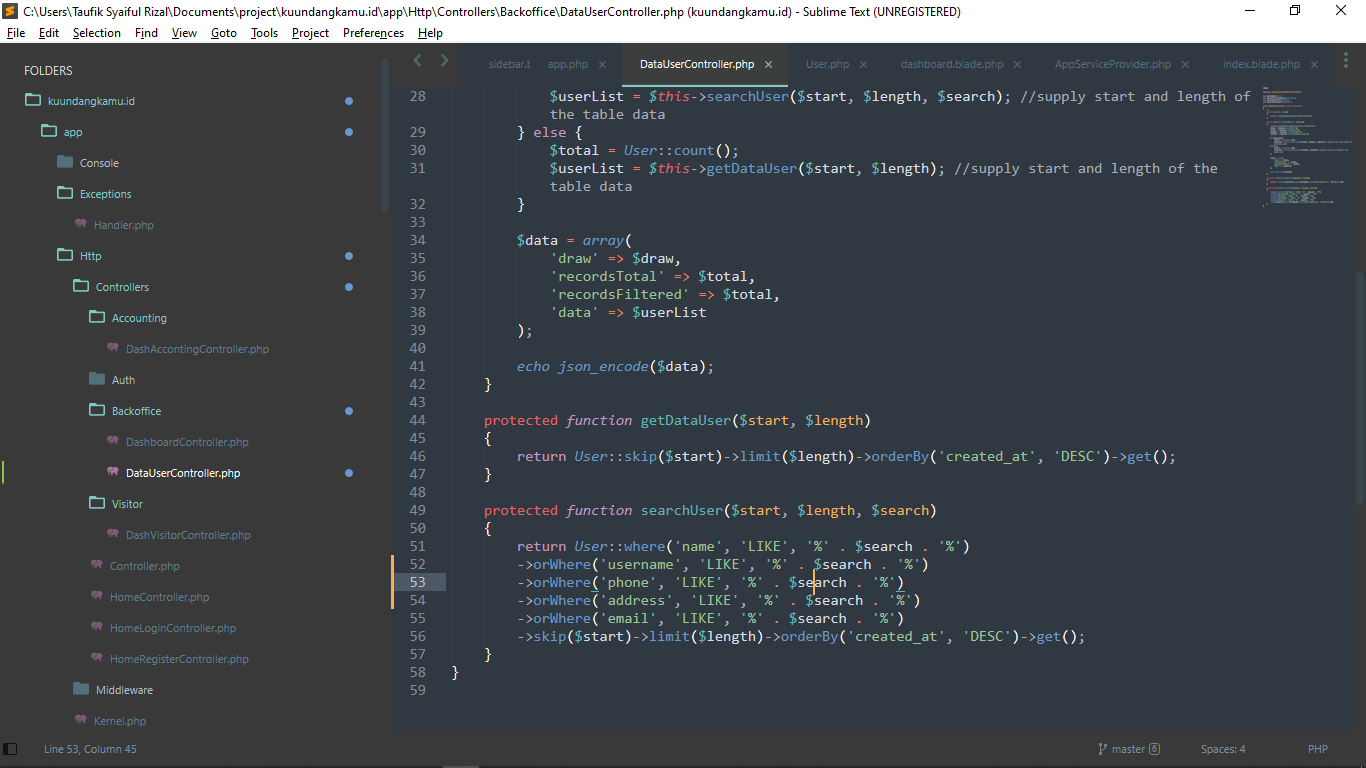 C:\Users\Taufik Syaiful Rizal\Documents\project\kuundangkamu.id\app\Http\Controllers\Backoffice\DataUserController.php (kuundangkamu.id) - Sublime Text (UNREGISTERED)
File Edit Selection Find View Goto Tools Project Preferences Help
FOLDERS
kuundangkamu.id
app
Console
Exceptions
Handler.php
Http
Controllers
Accounting
DashAccontingController.php
Auth
Backoffice
DashboardController.php
DataUserController.php
Visitor
DashVisitorController.php
Controller.php
HomeController.php
HomeLoginController.php
HomeRegisterController.php
Middleware
Kernel.php
sidebar.t app.php × DataUserController.php × User.php × dashboard.blade.php × AppServiceProvider.php × index.blade.php ×
28 $userList = $this->searchUser($start, $length, $search); //supply start and length of
the table data
29 } else {
30 $total = User::count();
31 $userList = $this->getDataUser($start, $length); //supply start and length of the
table data
32 }
33
34 $data = array(
35 'draw' => $draw,
36 'recordsTotal' => $total,
37 'recordsFiltered' => $total,
38 'data' => $userList
39 );
40
41 echo json_encode($data);
42 }
43
44 protected function getDataUser($start, $length)
45 {
46 return User::skip($start)->limit($length)->orderBy('created_at', 'DESC')->get();
47 }
48
49 protected function searchUser($start, $length, $search)
50 {
51 return User::where('name', 'LIKE', '%' . $search . '%')
52 ->orWhere('username', 'LIKE', '%' . $search . '%')
53 ->orWhere('phone', 'LIKE', '%' . $search . '%')
54 ->orWhere('address', 'LIKE', '%' . $search . '%')
55 ->orWhere('email', 'LIKE', '%' . $search . '%')
56 ->skip($start)->limit($length)->orderBy('created_at', 'DESC')->get();
57 }
58 }
59
Line 53, Column 45 master 6 Spaces: 4 PHP